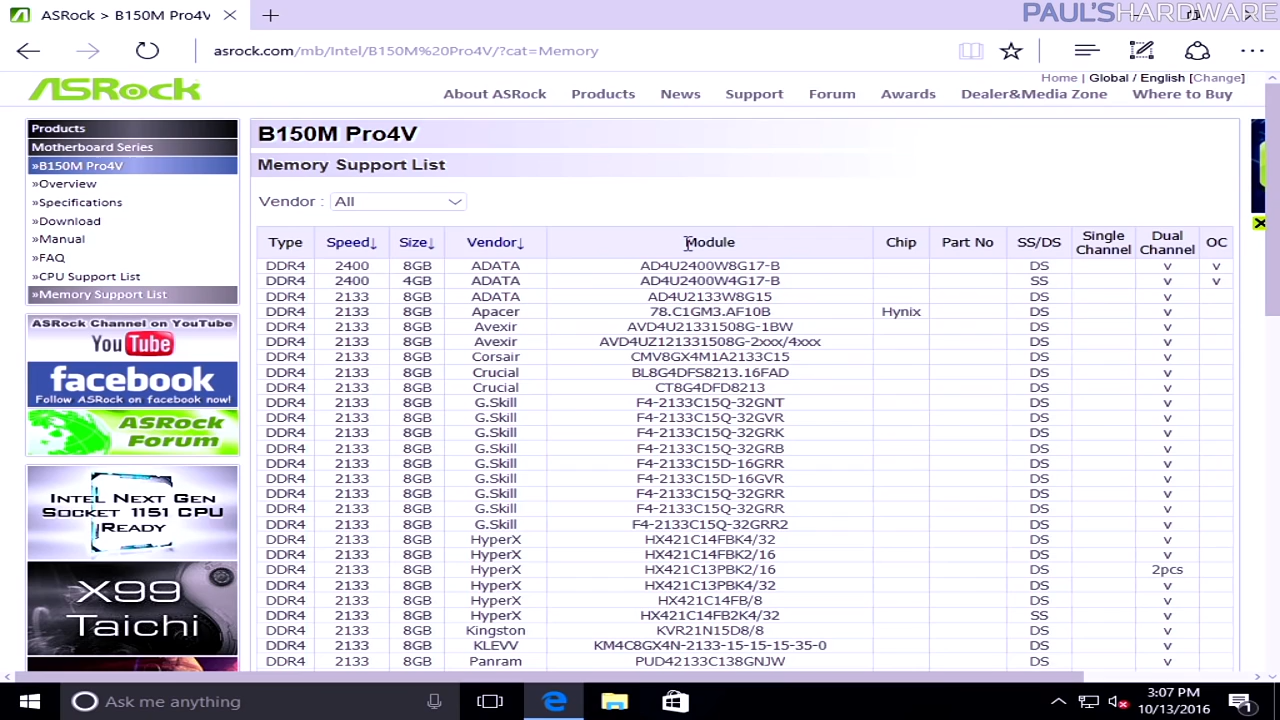 ASRock > B150M Pro4V
PAUL'SHARDWARE
asrock.com/mb/Intel/B150M%20Pro4V/?cat=Memory
ASRock
Home | Global / English [Change]
About ASRock Products News Support Forum Awards Dealer&Media Zone Where to Buy
Products
Motherboard Series
»B150M Pro4V
»Overview
»Specifications
»Download
»Manual
»FAQ
»CPU Support List
»Memory Support List
ASRock Channel on YouTube
YouTube
facebook
Follow ASRock on facebook now!
ASRock
Forum
Intel Next Gen
Socket 1151 CPU
Ready
X99
Taichi
B150M Pro4V
Memory Support List
Vendor : All
Type Speed↓ Size↓ Vendor↓ Module Chip Part No SS/DS Single Channel Dual Channel OC
DDR4 2400 8GB ADATA AD4U2400W8G17-B DS v v
DDR4 2400 4GB ADATA AD4U2400W4G17-B SS v v
DDR4 2133 8GB ADATA AD4U2133W8G15 DS v
DDR4 2133 8GB Apacer 78.C1GM3.AF10B Hynix DS v
DDR4 2133 8GB Avexir AVD4U21331508G-1BW DS v
DDR4 2133 8GB Avexir AVD4UZ121331508G-2xxx/4xxx DS v
DDR4 2133 8GB Corsair CMV8GX4M1A2133C15 DS v
DDR4 2133 8GB Crucial BL8G4DFS8213.16FAD DS v
DDR4 2133 8GB Crucial CT8G4DFD8213 DS v
DDR4 2133 8GB G.Skill F4-2133C15Q-32GNT DS v
DDR4 2133 8GB G.Skill F4-2133C15Q-32GVR DS v
DDR4 2133 8GB G.Skill F4-2133C15Q-32GRK DS v
DDR4 2133 8GB G.Skill F4-2133C15Q-32GRB DS v
DDR4 2133 8GB G.Skill F4-2133C15D-16GRR DS v
DDR4 2133 8GB G.Skill F4-2133C15D-16GVR DS v
DDR4 2133 8GB G.Skill F4-2133C15Q-32GRR DS v
DDR4 2133 8GB G.Skill F4-2133C15Q-16GRR DS v
DDR4 2133 8GB G.Skill F4-2133C15Q-32GRR2 DS v
DDR4 2133 8GB HyperX HX421C14FBK4/32 DS v
DDR4 2133 8GB HyperX HX421C14FBK2/16 DS v
DDR4 2133 8GB HyperX HX421C13PBK2/16 DS 2pcs
DDR4 2133 8GB HyperX HX421C13PBK4/32 DS v
DDR4 2133 8GB HyperX HX421C14FB/8 DS v
DDR4 2133 8GB HyperX HX421C14FB2K4/32 SS v
DDR4 2133 8GB Kingston KVR21N15D8/8 DS v
DDR4 2133 8GB KLEVV KM4C8GX4N-2133-15-15-15-35-0 DS v
DDR4 2133 8GB Panram PUD42133C138GNJW DS v
Ask me anything
3:07 PM
10/13/2016
1